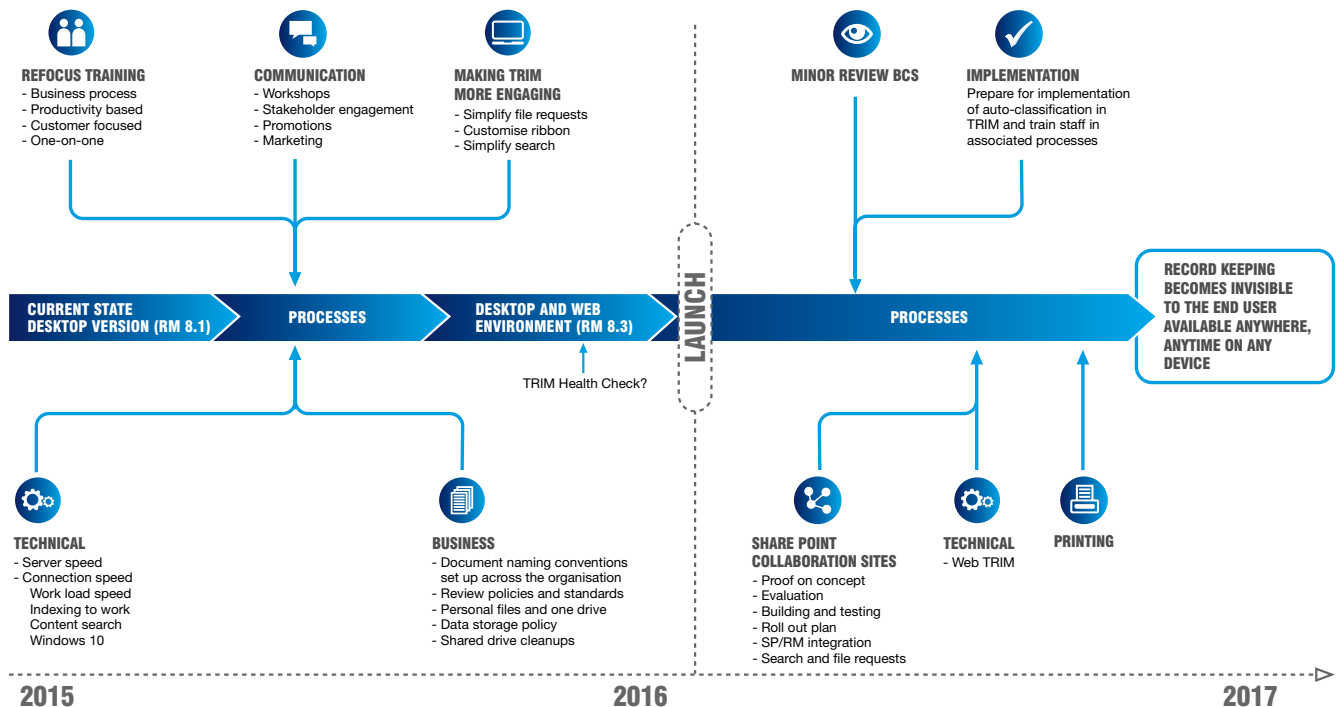 REFOCUS TRAINING
- Business process
- Productivity based
- Customer focused
- One-on-one
COMMUNICATION
- Workshops
- Stakeholder engagement
- Promotions
- Marketing
MAKING TRIM
MORE ENGAGING
- Simplify file requests
- Customise ribbon
- Simplify search
MINOR REVIEW BCS
IMPLEMENTATION
Prepare for implementation
of auto-classification in
TRIM and train staff in
associated processes
CURRENT STATE
DESKTOP VERSION (RM 8.1)
PROCESSES
DESKTOP AND WEB
ENVIRONMENT (RM 8.3)
LAUNCH
PROCESSES
RECORD KEEPING
BECOMES INVISIBLE
TO THE END USER
AVAILABLE ANYWHERE,
ANYTIME ON ANY
DEVICE
TRIM Health Check?
TECHNICAL
- Server speed
- Connection speed
Work load speed
Indexing to work
Content search
Windows 10
BUSINESS
- Document naming conventions
set up across the organisation
- Review policies and standards
- Personal files and one drive
- Data storage policy
- Shared drive cleanups
SHARE POINT
COLLABORATION SITES
- Proof on concept
- Evaluation
- Building and testing
- Roll out plan
- SP/RM integration
- Search and file requests
TECHNICAL
- Web TRIM
PRINTING
2015
2016
2017